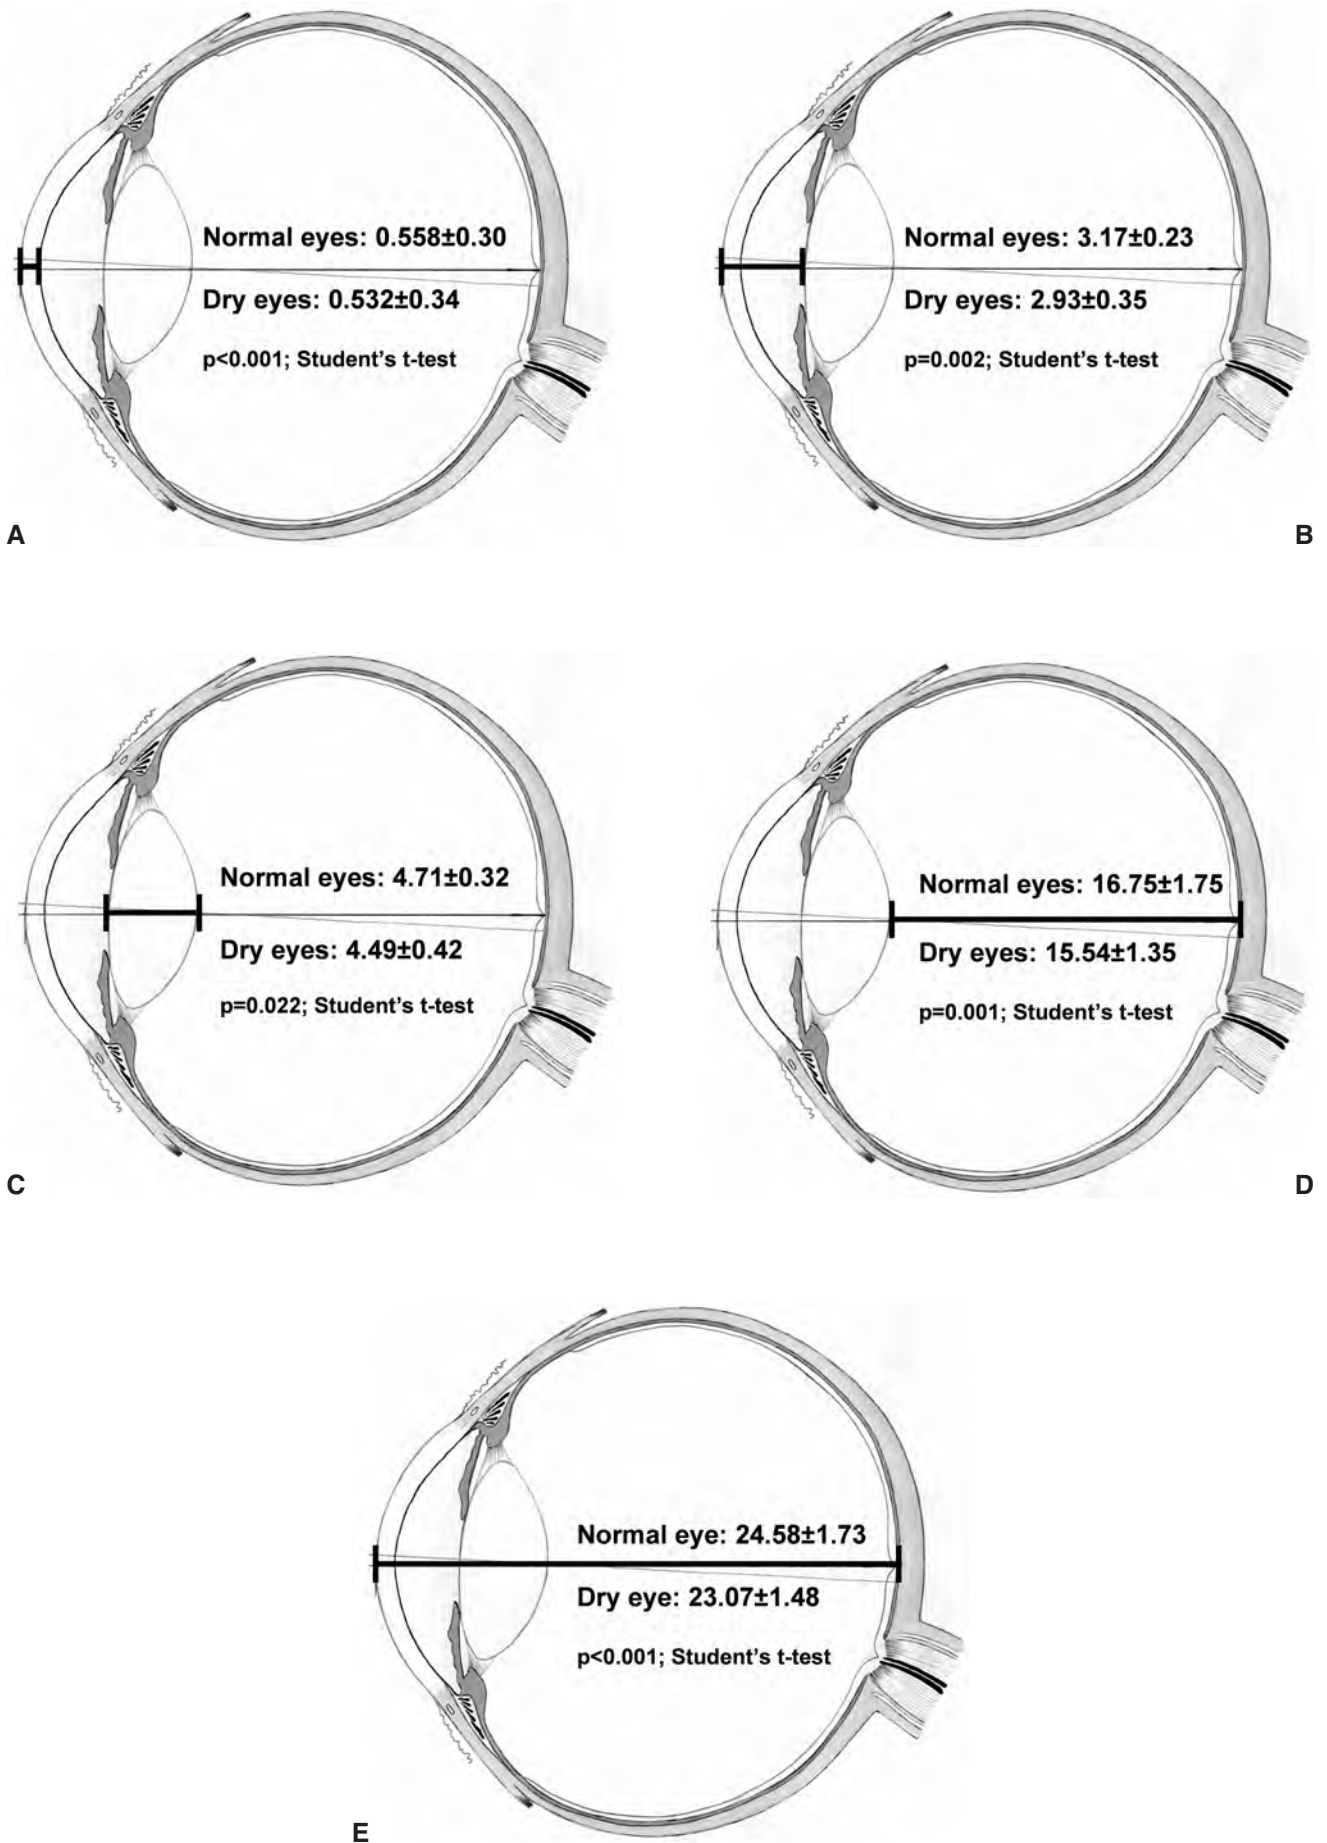 Normal eyes: 0.558±0.30
Dry eyes: 0.532±0.34
p<0.001; Student’s t-test
A
Normal eyes: 3.17±0.23
Dry eyes: 2.93±0.35
p=0.002; Student’s t-test
B
Normal eyes: 4.71±0.32
Dry eyes: 4.49±0.42
p=0.022; Student’s t-test
C
Normal eyes: 16.75±1.75
Dry eyes: 15.54±1.35
p=0.001; Student’s t-test
D
Normal eye: 24.58±1.73
Dry eye: 23.07±1.48
p<0.001; Student’s t-test
E